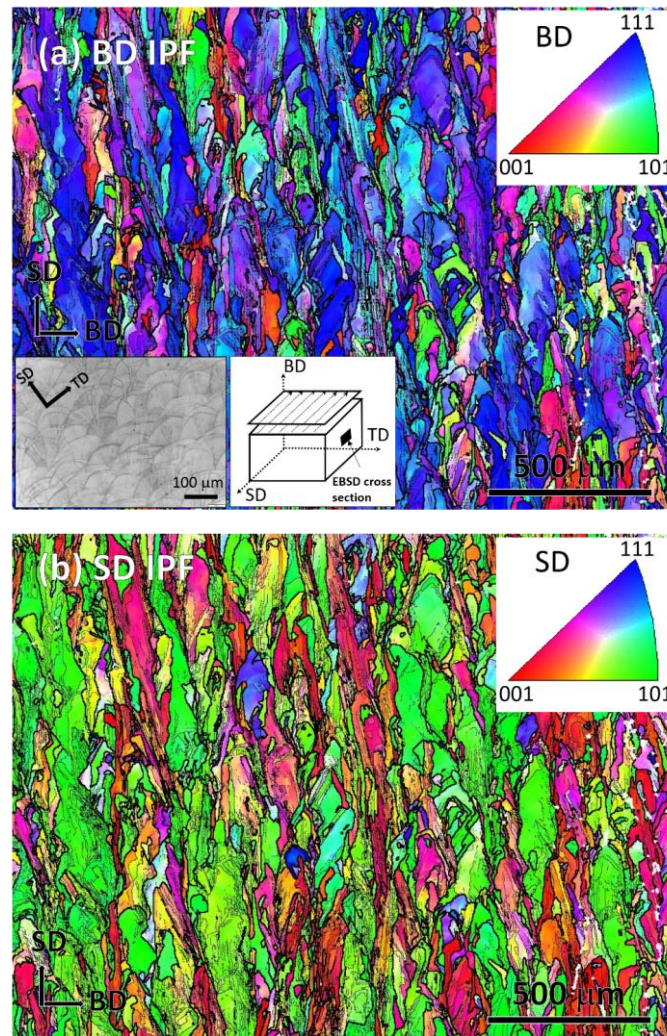 (a) BD IPF
BD
111
001
101
SD
BD
SD
TD
100 μm
BD
TD
SD
EBSD cross
section
500 μm
(b) SD IPF
SD
111
001
101
SD
BD
500 μm